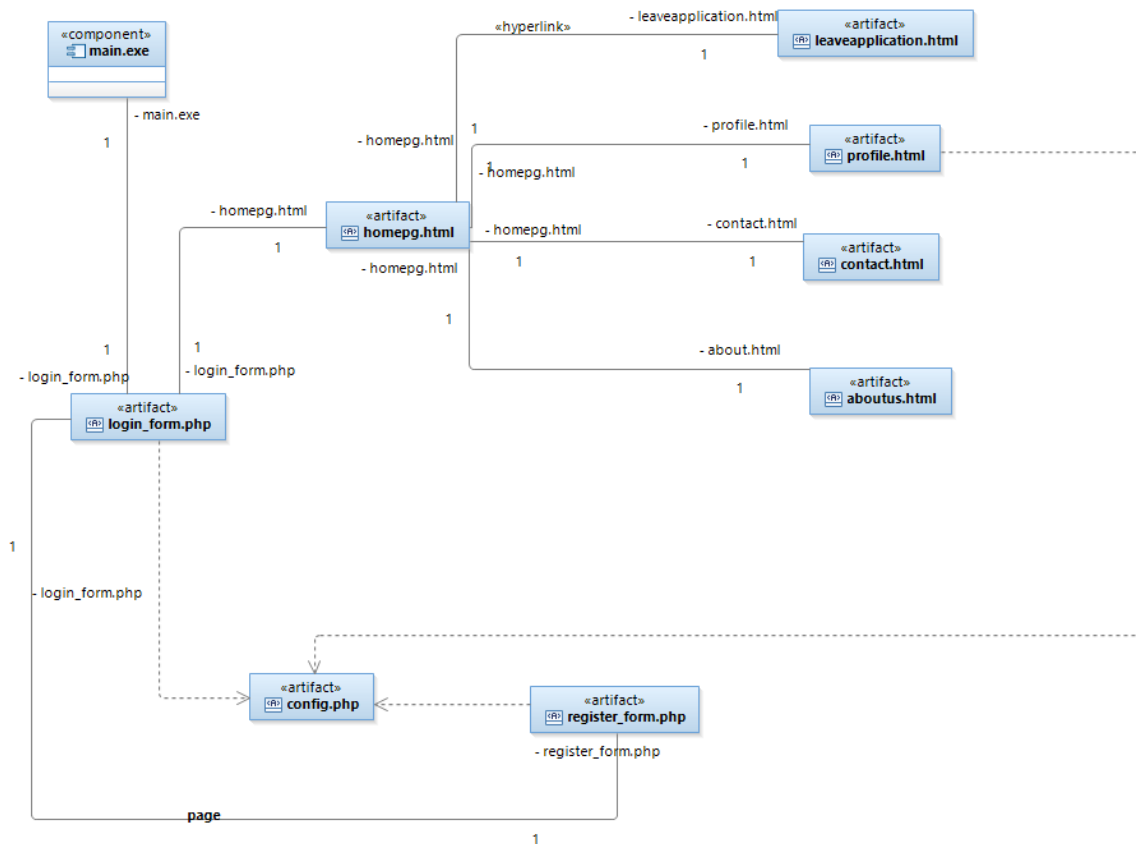 - leaveapplication.html
«hyperlink»
«artifact»
leaveapplication.html
1
«component»
main.exe
- main.exe
1
- profile.html
1
«artifact»
profile.html
1
- homepg.html
1
- homepg.html
- homepg.html
1
«artifact»
homepg.html
- homepg.html
1
- contact.html
1
«artifact»
contact.html
- homepg.html
1
- about.html
1
«artifact»
aboutus.html
1
- login_form.php
1
- login_form.php
«artifact»
login_form.php
1
- login_form.php
«artifact»
config.php
«artifact»
register_form.php
- register_form.php
page
1